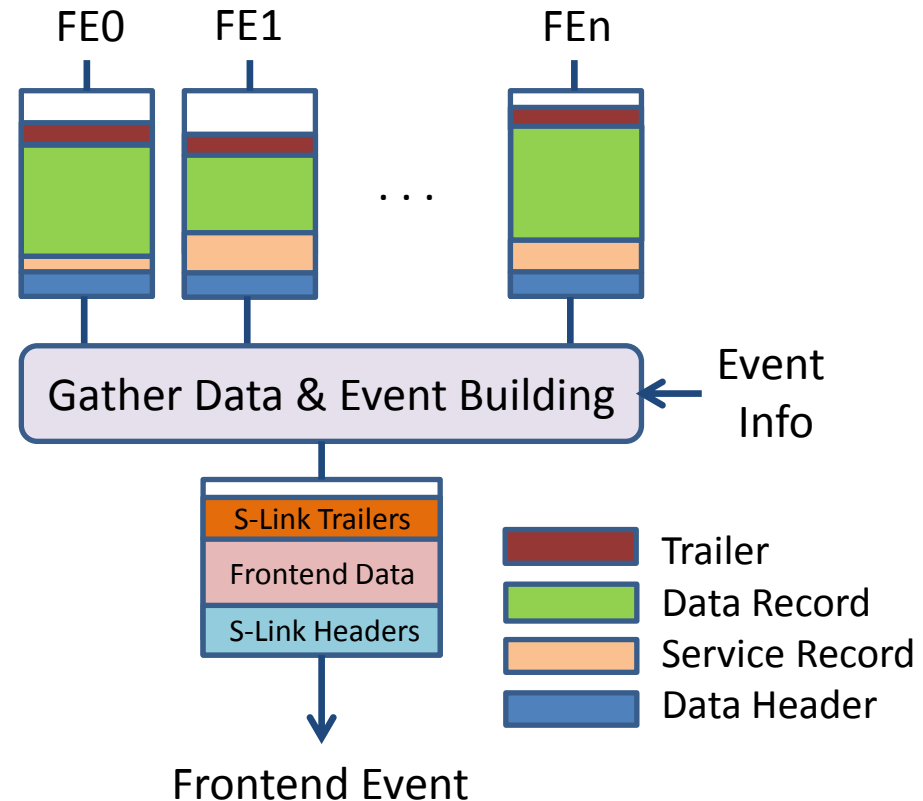 FE0
FE1
FEn
. . .
Gather Data & Event Building
Event
Info
S-Link Trailers
Frontend Data
S-Link Headers
Trailer
Data Record
Service Record
Data Header
Frontend Event